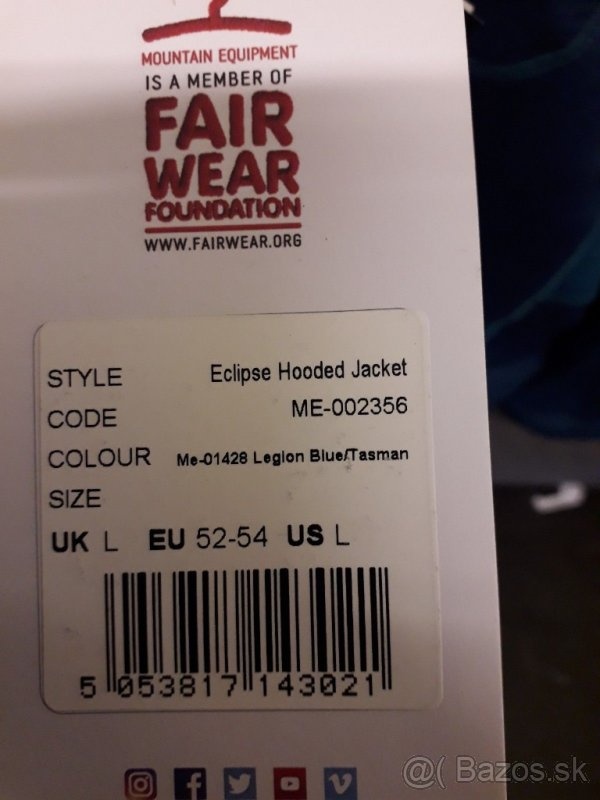 MOUNTAIN EQUIPMENT
IS A MEMBER OF
FAIR
WEAR
FOUNDATION
WWW.FAIRWEAR.ORG
STYLE Eclipse Hooded Jacket
CODE ME-002356
COLOUR Me-01428 Legion Blue/Tasman
SIZE
UK L EU 52-54 US L
5 053817 143021
@( Bazos.sk